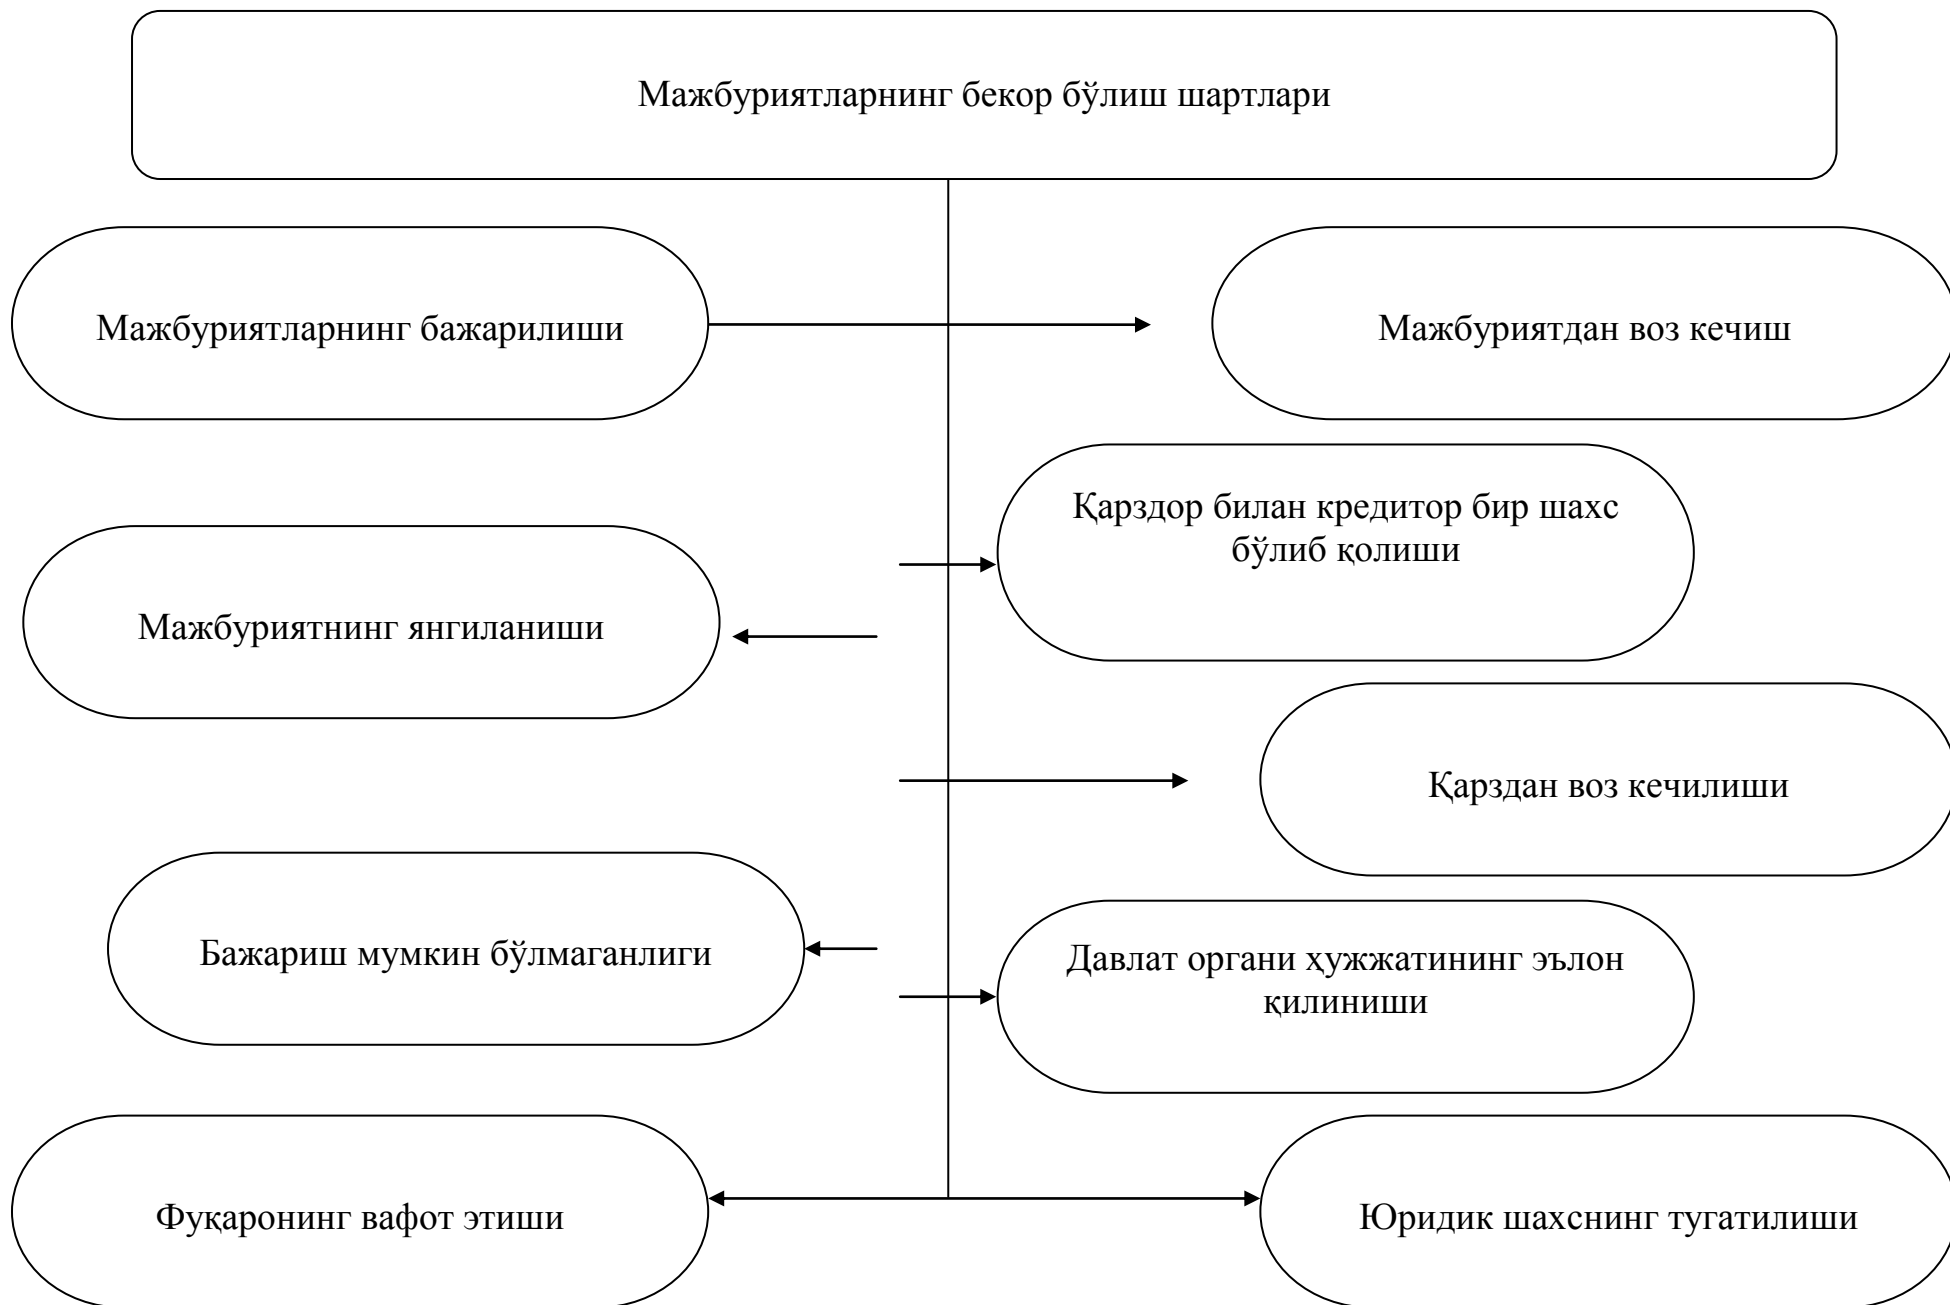 Мажбуриятларнинг бекор бўлиш шартлари
Мажбуриятларнинг бажарилиши
Мажбуриятдан воз кечиш
Қарздор билан кредитор бир шахс
бўлиб қолиши
Мажбуриятнинг янгиланиши
Қарздан воз кечилиши
Бажариш мумкин бўлмаганлиги
Давлат органи ҳужжатининг эълон
қилиниши
Фуқаронинг вафот этиши
Юридик шахснинг тугатилиши